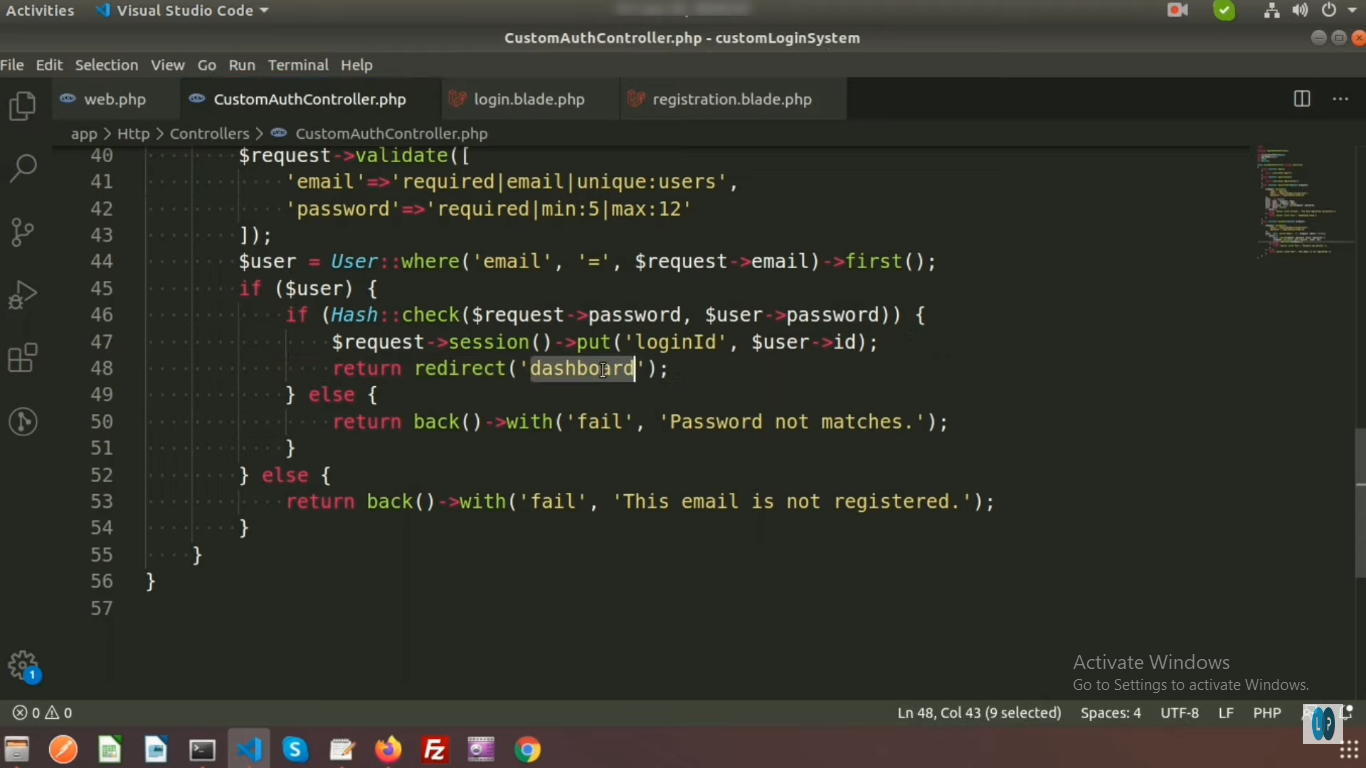 Activities Visual Studio Code
CustomAuthController.php - customLoginSystem
File Edit Selection View Go Run Terminal Help
web.php CustomAuthController.php login.blade.php registration.blade.php
app > Http > Controllers > CustomAuthController.php
40 $request->validate([
41 'email'=>'required|email|unique:users',
42 'password'=>'required|min:5|max:12'
43 ]);
44 $user = User::where('email', '=', $request->email)->first();
45 if ($user) {
46 if (Hash::check($request->password, $user->password)) {
47 $request->session()->put('loginId', $user->id);
48 return redirect('dashboard');
49 } else {
50 return back()->with('fail', 'Password not matches.');
51 }
52 } else {
53 return back()->with('fail', 'This email is not registered.');
54 }
55 }
56 }
57
Activate Windows
Go to Settings to activate Windows.
1
0 0 Ln 48, Col 43 (9 selected) Spaces: 4 UTF-8 LF PHP